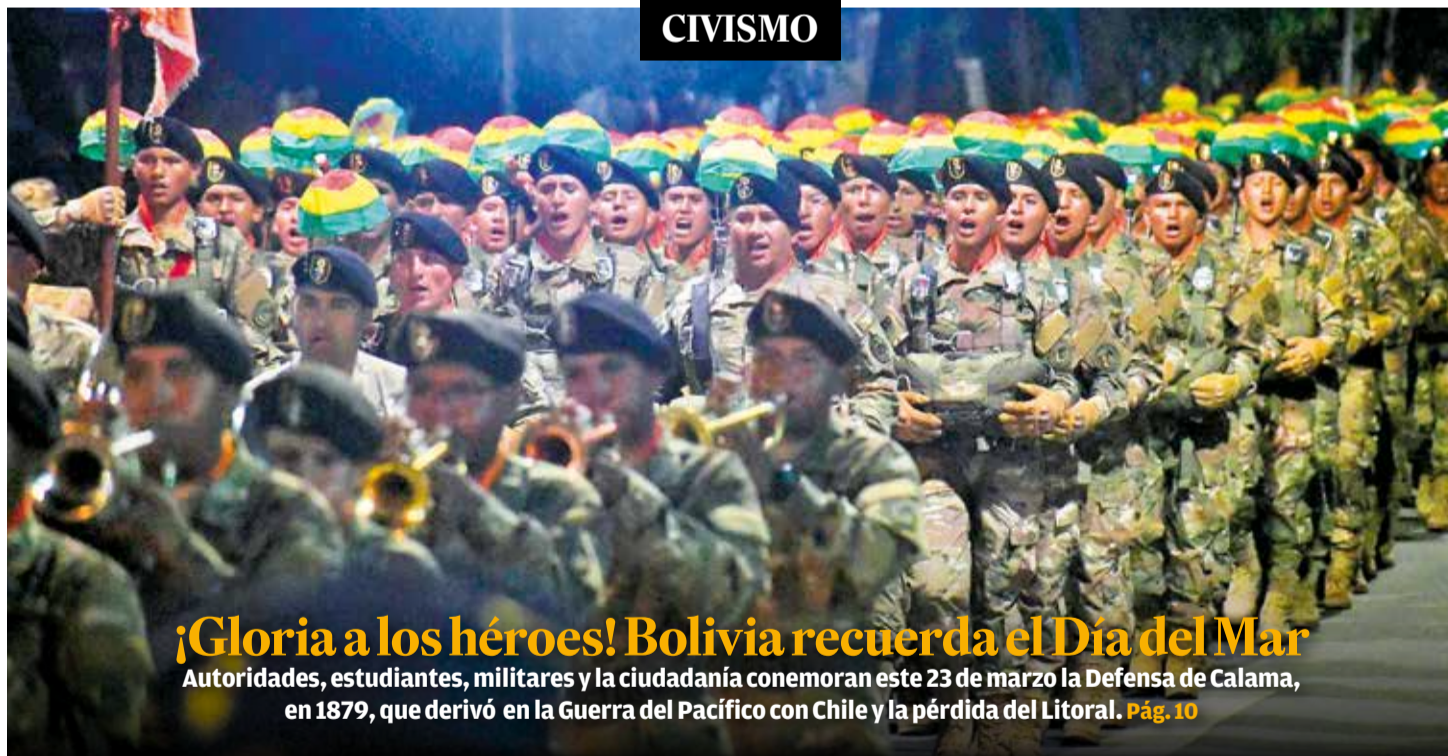 CIVISMO
¡Gloria a los héroes! Bolivia recuerda el Día del Mar
Autoridades, estudiantes, militares y la ciudadanía conemoran este 23 de marzo la Defensa de Calama,
en 1879, que derivó en la Guerra del Pacífico con Chile y la pérdida del Litoral. Pág. 10